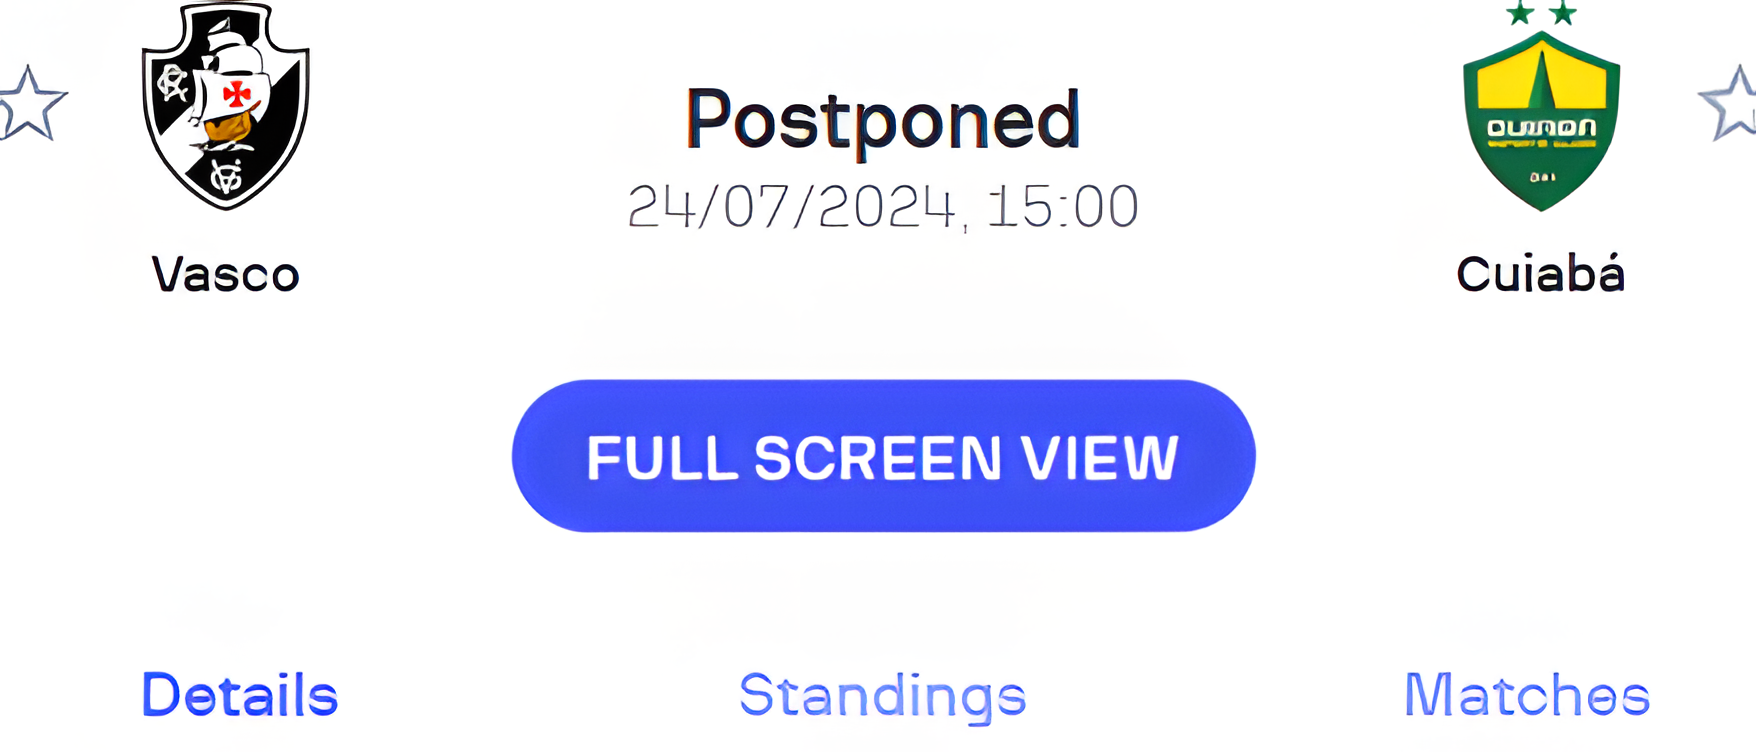 Postponed
24/07/2024, 15:00
Vasco
Cuiabá
FULL SCREEN VIEW
Details
Standings
Matches